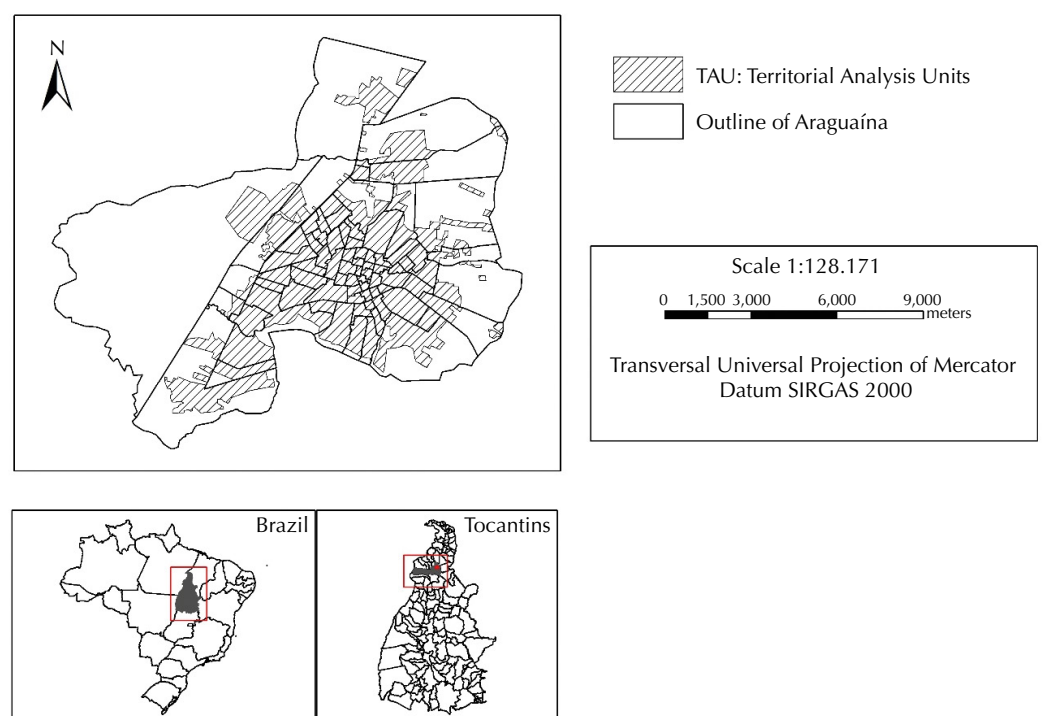 N
TAU: Territorial Analysis Units
Outline of Araguaína
Scale 1:128.171
0 1,500 3,000 6,000 9,000
meters
Transversal Universal Projection of Mercator
Datum SIRGAS 2000
Brazil
Tocantins